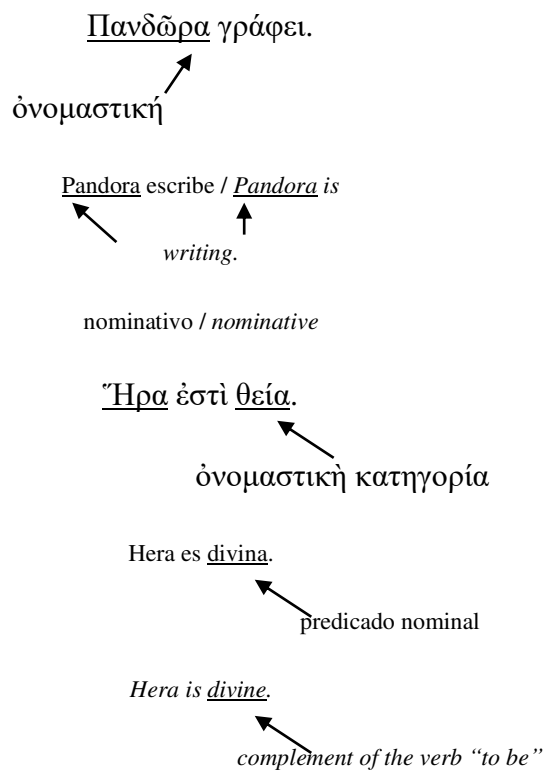 Πανδῶρα γράφει.
ὀνομαστική
Pandora escribe / Pandora is
writing.
nominativo / nominative
Ἥρα ἐστὶ θεία.
ὀνομαστικὴ κατηγορία
Hera es divina.
predicado nominal
Hera is divine.
complement of the verb “to be”